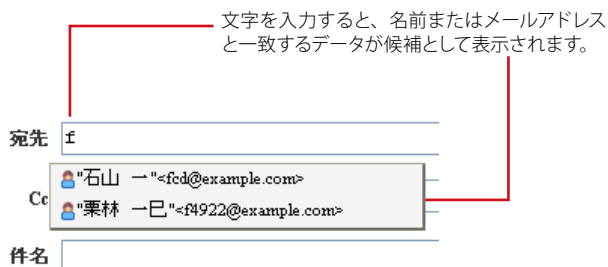 文字を入力すると、名前またはメールアドレス
と一致するデータが候補として表示されます。
宛先 f
"石山 一"<fcd@example.com>
Cc
"栗林 一巳"<f4922@example.com>
件名